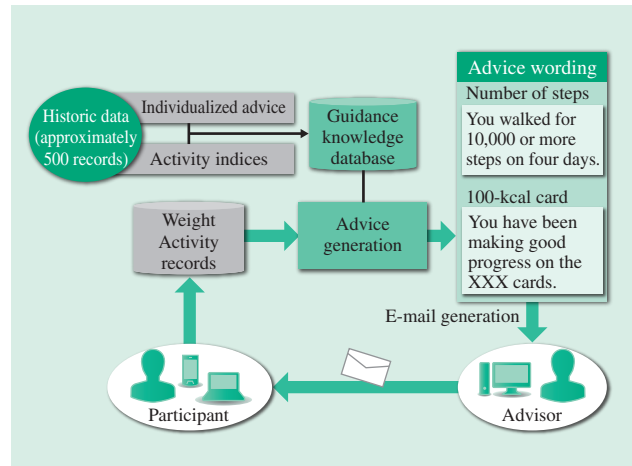 Historic data
(approximately
500 records)
Individualized advice
Activity indices
Guidance
knowledge
database
Advice wording
Number of steps
You walked for
10,000 or more
steps on four days.
100-kcal card
You have been
making good
progress on the
XXX cards.
Weight
Activity
records
Advice
generation
E-mail generation
Participant
Advisor